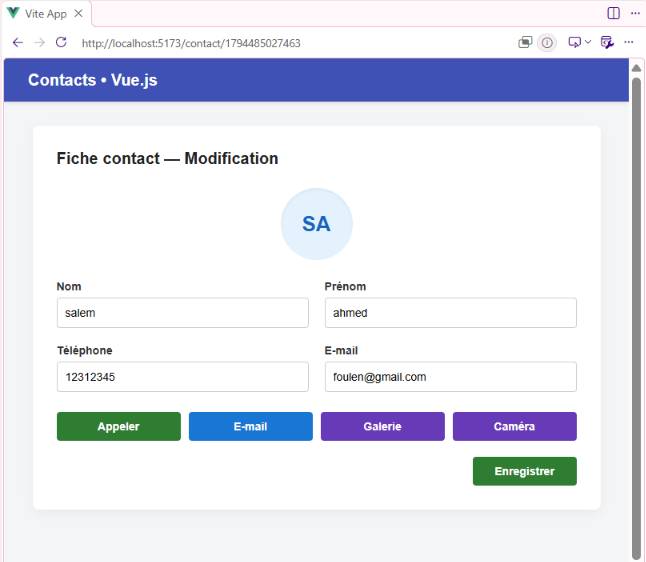 Vite App
http://localhost:5173/contact/1794485027463
Contacts • Vue.js
Fiche contact — Modification
SA
Nom
Prénom
salem
ahmed
Téléphone
E-mail
12312345
foulen@gmail.com
Appeler
E-mail
Galerie
Caméra
Enregistrer